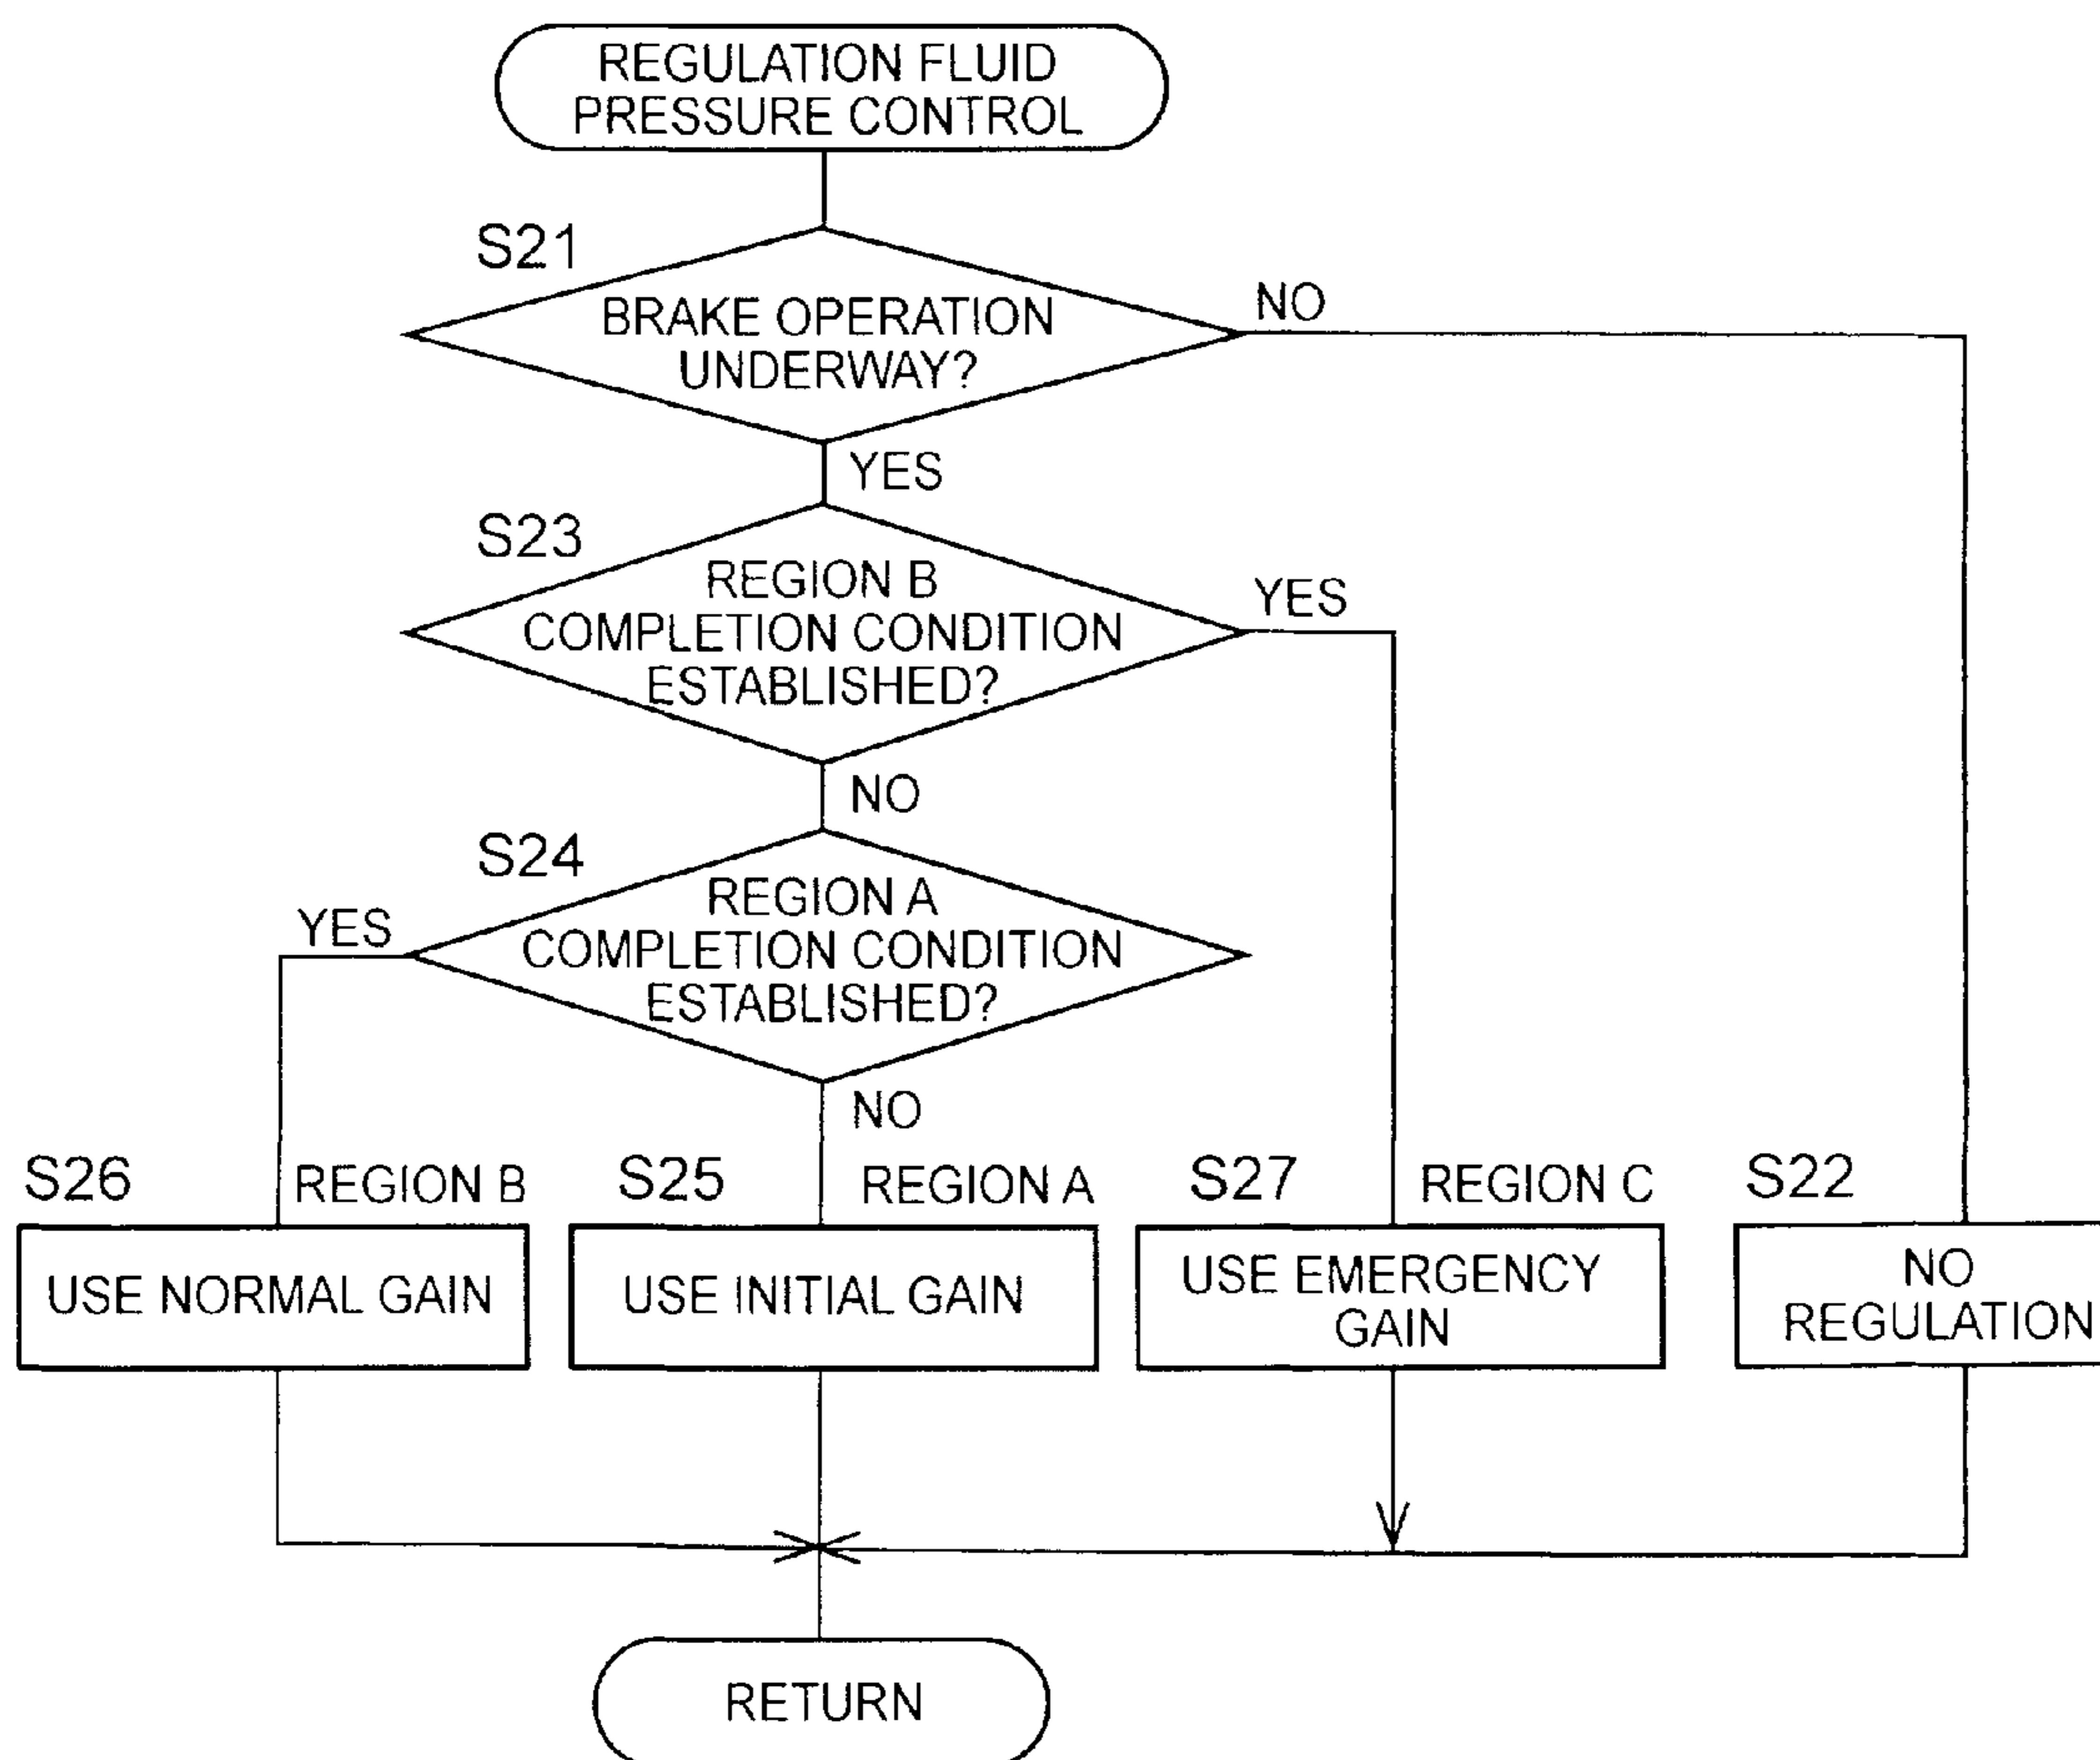 REGULATION FLUID
PRESSURE CONTROL
S21
BRAKE OPERATION
UNDERWAY?
NO
YES
S23
REGION B
COMPLETION CONDITION
ESTABLISHED?
YES
NO
S24
REGION A
COMPLETION CONDITION
ESTABLISHED?
YES
NO
S26
REGION B
S25
REGION A
S27
REGION C
S22
USE NORMAL GAIN
USE INITIAL GAIN
USE EMERGENCY
GAIN
NO
REGULATION
RETURN